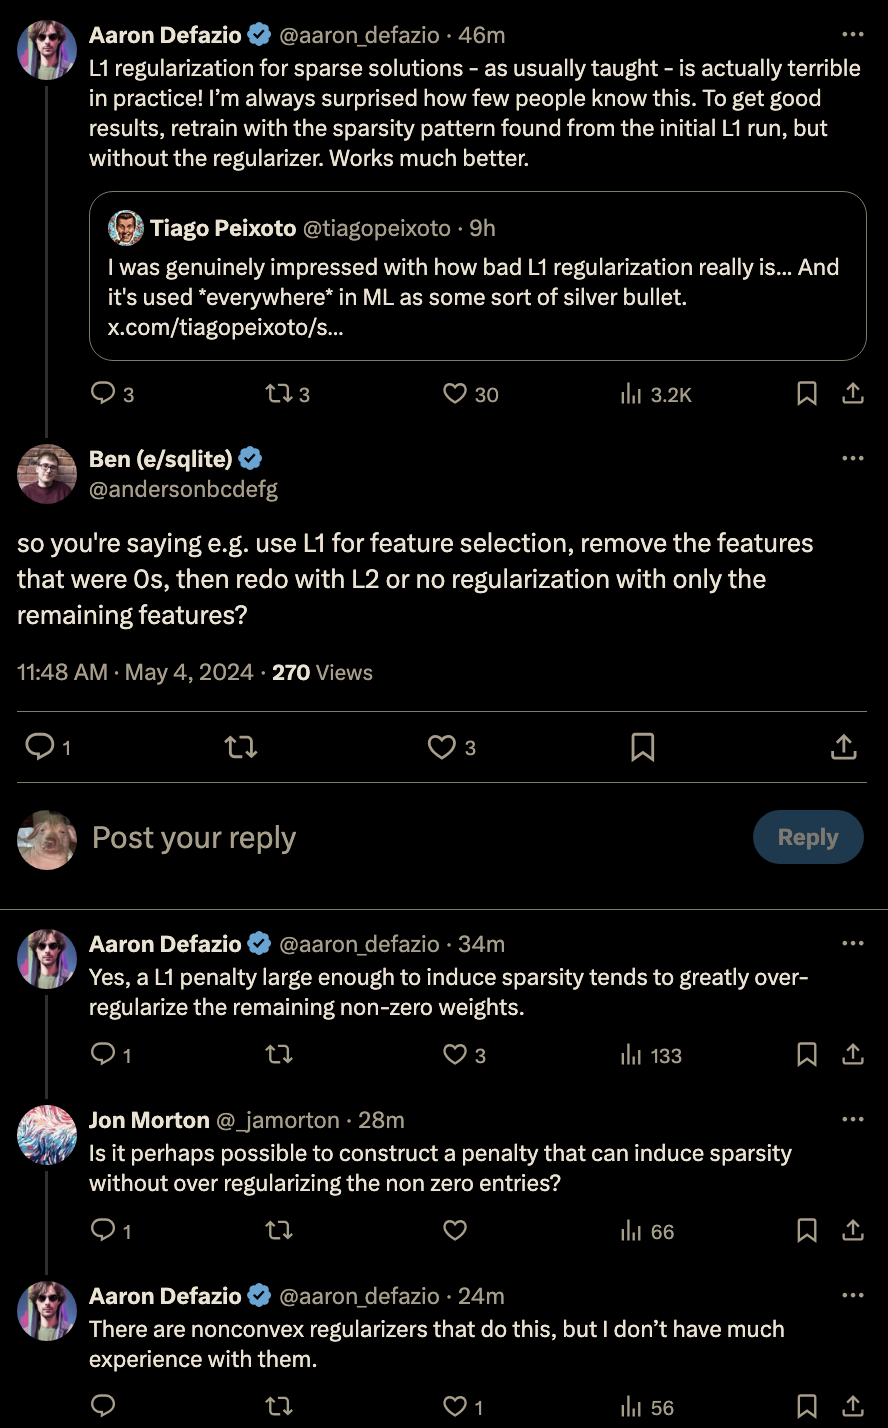 Aaron Defazio @aaron_defazio · 46m
L1 regularization for sparse solutions - as usually taught - is actually terrible
in practice! I’m always surprised how few people know this. To get good
results, retrain with the sparsity pattern found from the initial L1 run, but
without the regularizer. Works much better.
Tiago Peixoto @tiagopeixoto · 9h
I was genuinely impressed with how bad L1 regularization really is... And
it's used *everywhere* in ML as some sort of silver bullet.
x.com/tiagopeixoto/s...
3 3 30 3.2K
Ben (e/sqlite)
@andersonbcdefg
so you're saying e.g. use L1 for feature selection, remove the features
that were 0s, then redo with L2 or no regularization with only the
remaining features?
11:48 AM · May 4, 2024 · 270 Views
1 3
Post your reply
Reply
Aaron Defazio @aaron_defazio · 34m
Yes, a L1 penalty large enough to induce sparsity tends to greatly over-
regularize the remaining non-zero weights.
1 3 133
Jon Morton @_jamorton · 28m
Is it perhaps possible to construct a penalty that can induce sparsity
without over regularizing the non zero entries?
1 66
Aaron Defazio @aaron_defazio · 24m
There are nonconvex regularizers that do this, but I don’t have much
experience with them.
1 56